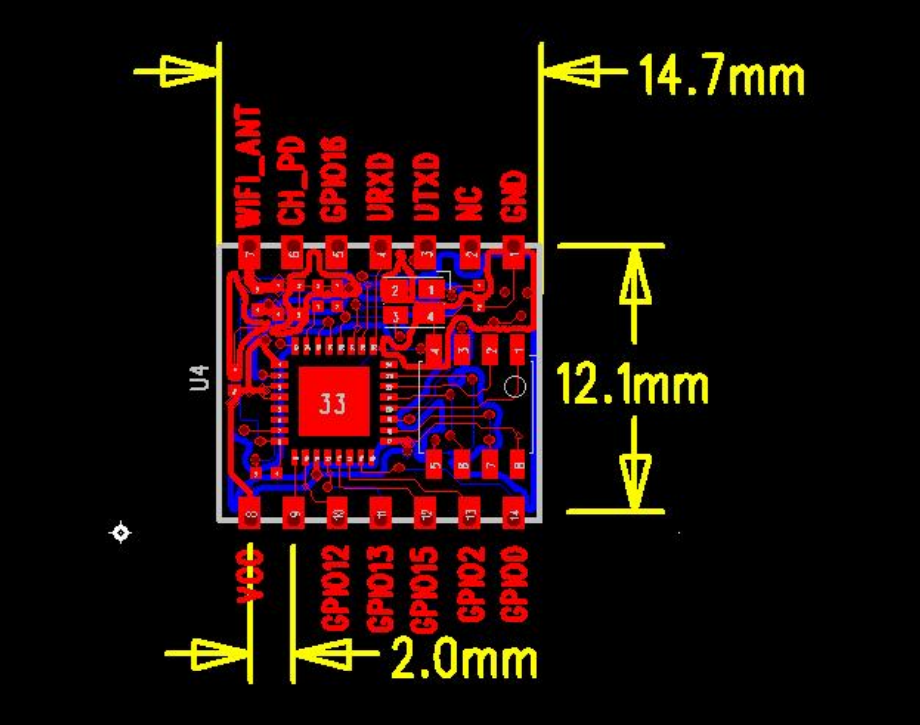 14.7mm
WIFI_ANT
CH_PD
GPIO16
URXD
UTXD
NC
GND
7 6 5 4 3 2 1
2 1
3 4
4 3 2 1
U4
33
12.1mm
5 6 7 8
8 9 10 11 12 13 14
GPIO12
GPIO13
GPIO15
GPIO2
GPIO0
2.0mm